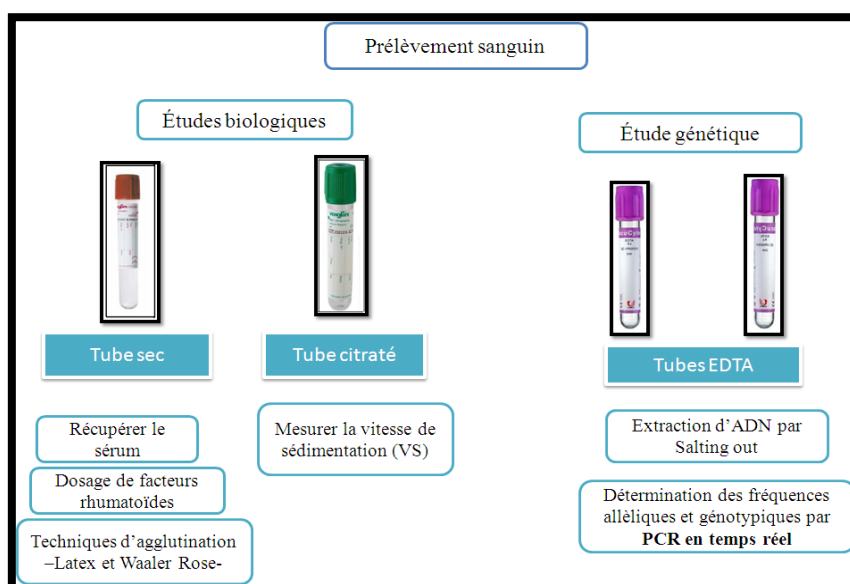 Prélèvement sanguin
Études biologiques
Étude génétique
Tube sec
Tube citraté
Tubes EDTA
Récupérer le
sérum
Mesurer la vitesse de
sédimentation (VS)
Extraction d’ADN par
Salting out
Dosage de facteurs
rhumatoïdes
Détermination des fréquences
allèliques et génotypiques par
PCR en temps réel
Techniques d’agglutination
–Latex et Waaler Rose-